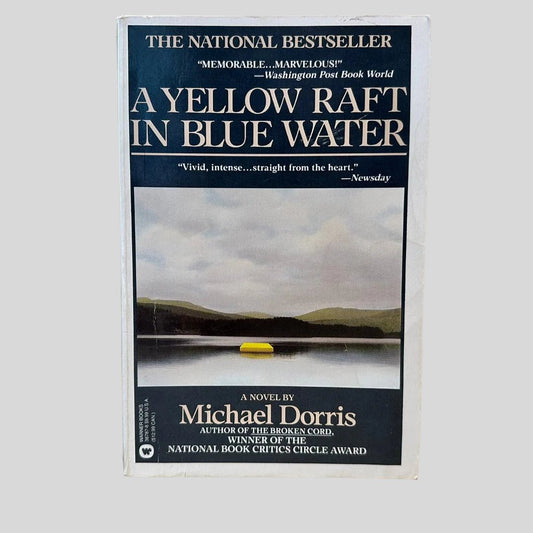 THE NATIONAL BESTSELLER
“MEMORABLE...MARVELOUS!”
—Washington Post Book World
A YELLOW RAFT
IN BLUE WATER
“Vivid, intense...straight from the heart.”
—Newsday
A NOVEL BY
Michael Dorris
AUTHOR OF THE BROKEN CORD,
WINNER OF THE
NATIONAL BOOK CRITICS CIRCLE AWARD
WARNER BOOKS